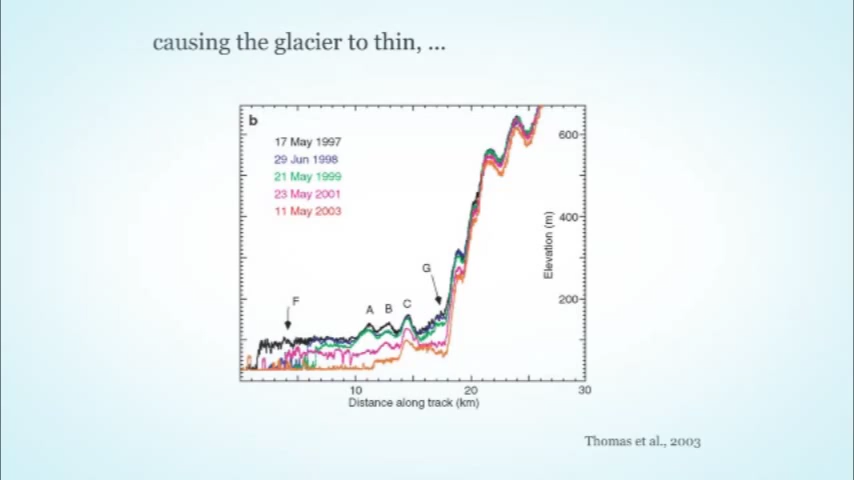 causing the glacier to thin, ...
b
17 May 1997
29 Jun 1998
21 May 1999
23 May 2001
11 May 2003
600
400
Elevation (m)
200
G
F
A B C
10 20 30
Distance along track (km)
Thomas et al., 2003